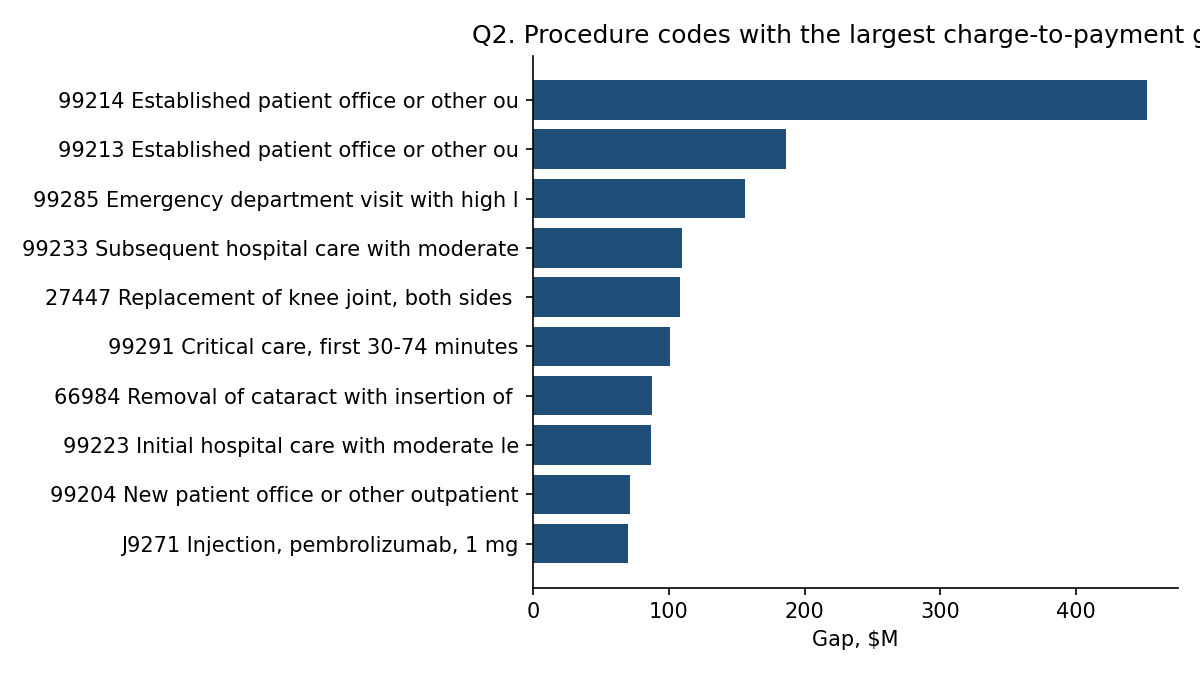 Q2. Procedure codes with the largest charge-to-payment g
99214 Established patient office or other ou
99213 Established patient office or other ou
99285 Emergency department visit with high l
99233 Subsequent hospital care with moderate
27447 Replacement of knee joint, both sides
99291 Critical care, first 30-74 minutes
66984 Removal of cataract with insertion of
99223 Initial hospital care with moderate le
99204 New patient office or other outpatient
J9271 Injection, pembrolizumab, 1 mg
0 100 200 300 400
Gap, $M